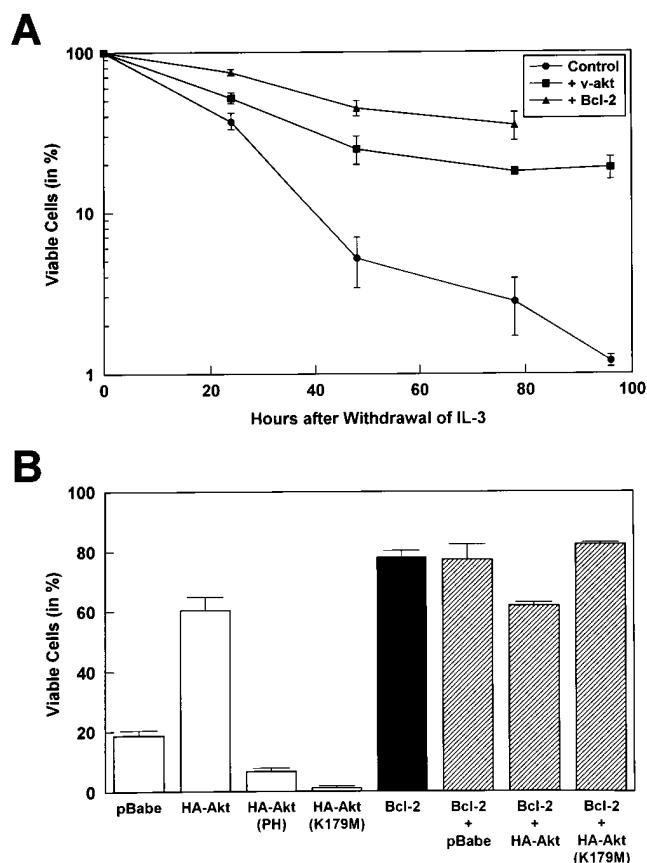 A
Viable Cells (in %)
100
10
1
Control
+ v-akt
+ Bcl-2
0 20 40 60 80 100
Hours after Withdrawal of IL-3
B
Viable Cells (in %)
100
80
60
40
20
0
pBabe HA-Akt HA-Akt HA-Akt Bcl-2 Bcl-2 Bcl-2 Bcl-2
(PH) (K179M) + + +
pBabe HA-Akt HA-Akt
(K179M)